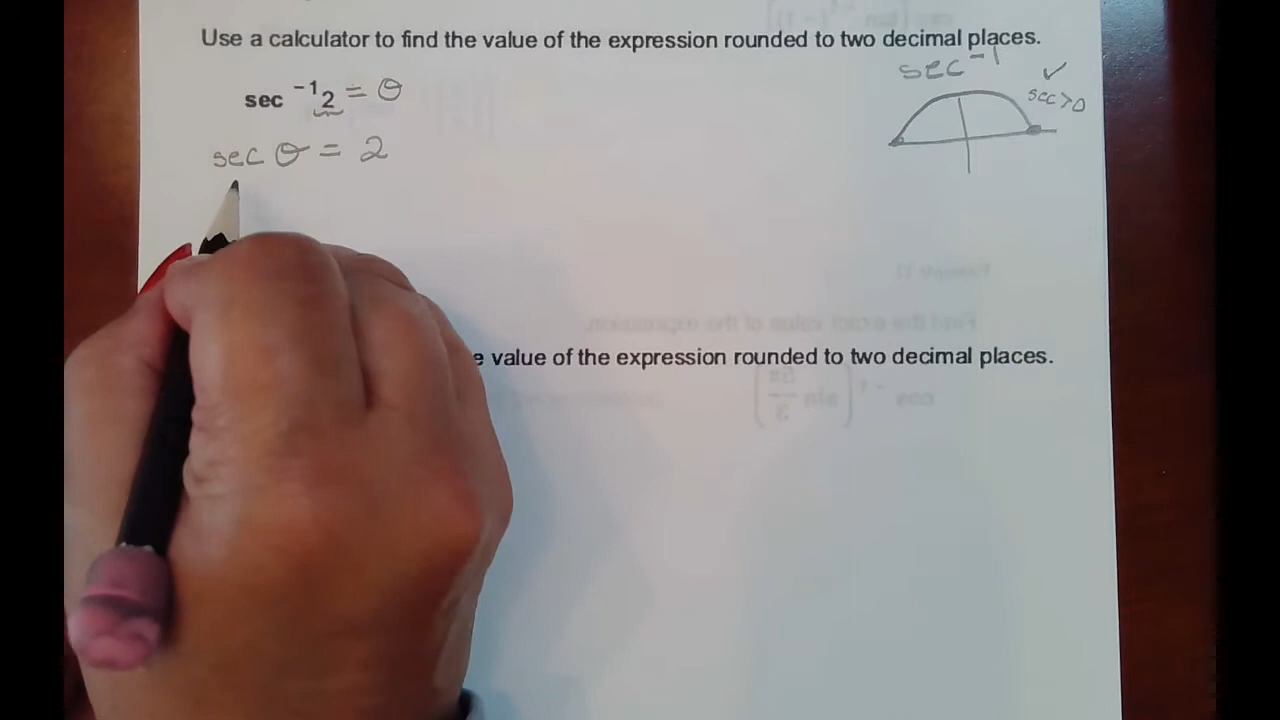 Use a calculator to find the value of the expression rounded to two decimal places.
sec⁻¹ ✓
sec >0
sec ⁻¹2 = θ
sec θ = 2
e value of the expression rounded to two decimal places.